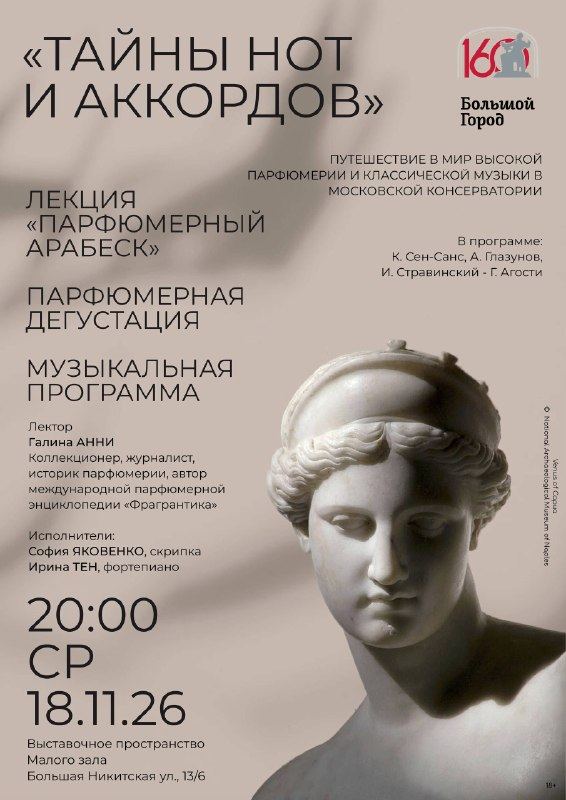 «ТАЙНЫ НОТ
И АККОРДОВ»
160
Большой
Город
ПУТЕШЕСТВИЕ В МИР ВЫСОКОЙ
ПАРФЮМЕРИИ И КЛАССИЧЕСКОЙ МУЗЫКИ В
МОСКОВСКОЙ КОНСЕРВАТОРИИ
ЛЕКЦИЯ
«ПАРФЮМЕРНЫЙ
АРАБЕСК»
В программе:
К. Сен-Санс, А. Глазунов,
И. Стравинский - Г. Агости
ПАРФЮМЕРНАЯ
ДЕГУСТАЦИЯ
МУЗЫКАЛЬНАЯ
ПРОГРАММА
Лектор
Галина АННИ
Коллекционер, журналист,
историк парфюмерии, автор
международной парфюмерной
энциклопедии «Фрагрантика»
Исполнители:
София ЯКОВЕНКО, скрипка
Ирина ТЕН, фортепиано
20:00
СР
18.11.26
Выставочное пространство
Малого зала
Большая Никитская ул., 13/6
Venus of Capua
© National Archaeological Museum of Naples
18+